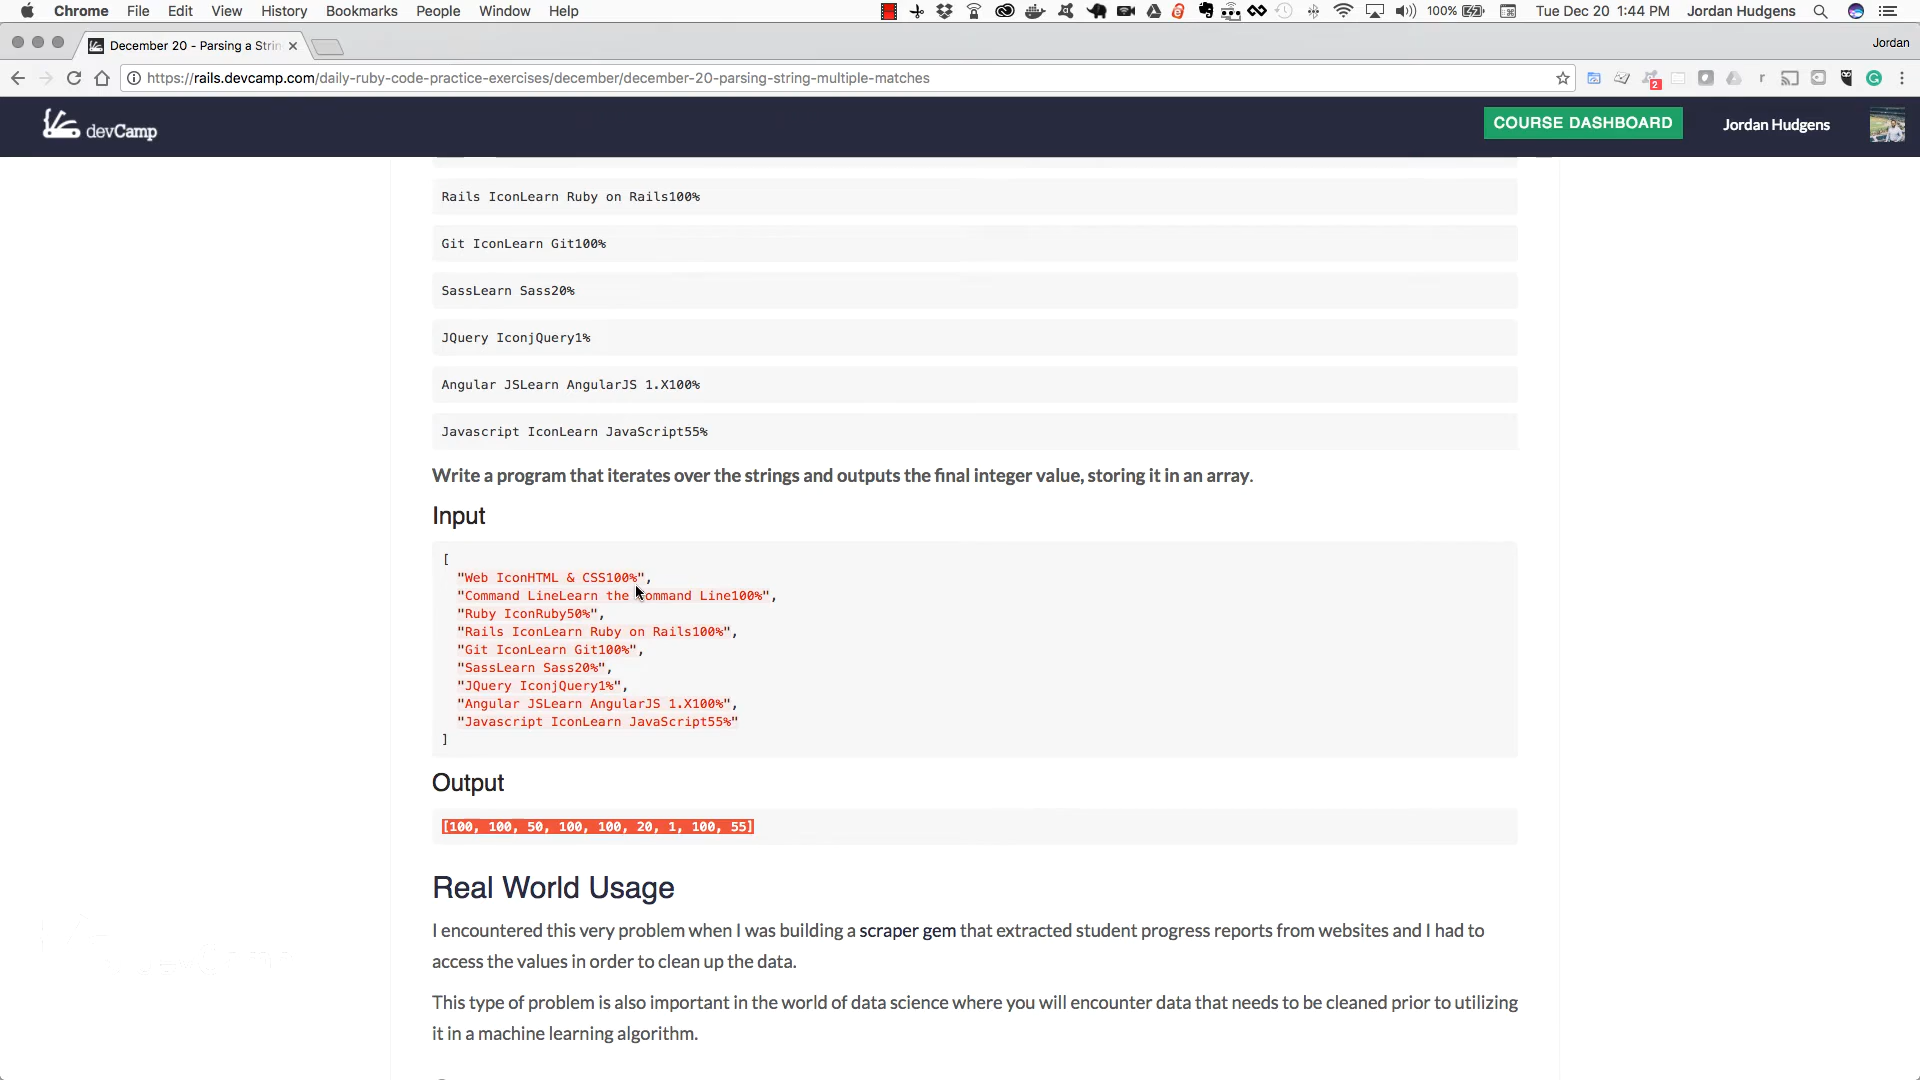 Chrome File Edit View History Bookmarks People Window Help 100% Tue Dec 20 1:44 PM Jordan Hudgens
December 20 - Parsing a Strin Jordan
https://rails.devcamp.com/daily-ruby-code-practice-exercises/december/december-20-parsing-string-multiple-matches r 2
devCamp COURSE DASHBOARD Jordan Hudgens
Rails IconLearn Ruby on Rails100%
Git IconLearn Git100%
SassLearn Sass20%
JQuery IconjQuery1%
Angular JSLearn AngularJS 1.X100%
Javascript IconLearn JavaScript55%
Write a program that iterates over the strings and outputs the final integer value, storing it in an array.
Input
[
"Web IconHTML & CSS100%",
"Command LineLearn the Command Line100%",
"Ruby IconRuby50%",
"Rails IconLearn Ruby on Rails100%",
"Git IconLearn Git100%",
"SassLearn Sass20%",
"JQuery IconjQuery1%",
"Angular JSLearn AngularJS 1.X100%",
"Javascript IconLearn JavaScript55%"
]
Output
[100, 100, 50, 100, 100, 20, 1, 100, 55]
Real World Usage
I encountered this very problem when I was building a scraper gem that extracted student progress reports from websites and I had to
access the values in order to clean up the data.
This type of problem is also important in the world of data science where you will encounter data that needs to be cleaned prior to utilizing
it in a machine learning algorithm.